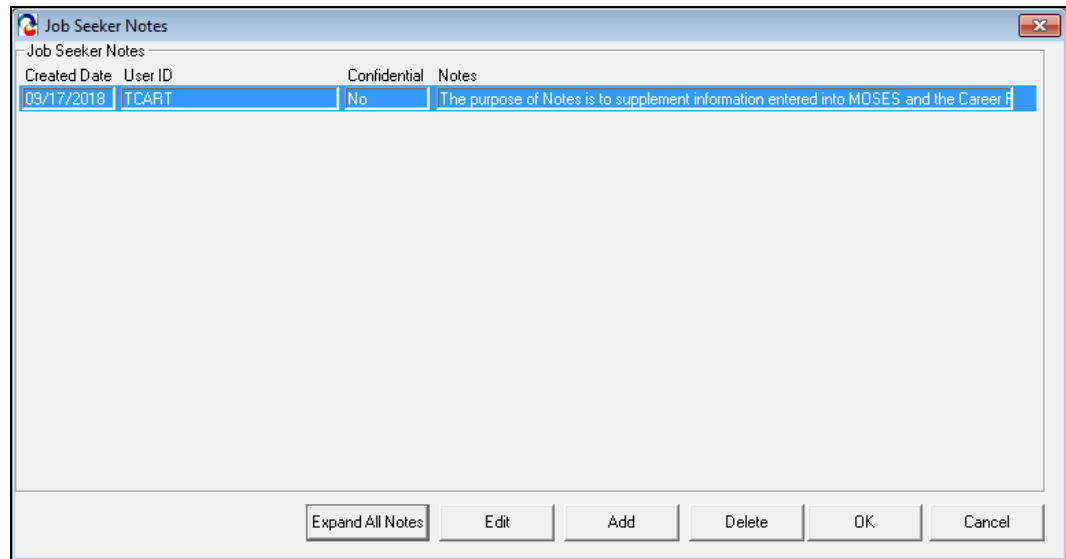 Job Seeker Notes
Job Seeker Notes
Created Date User ID Confidential Notes
09/17/2018 TCART No The purpose of Notes is to supplement information entered into MOSES and the Career
Expand All Notes Edit Add Delete OK Cancel